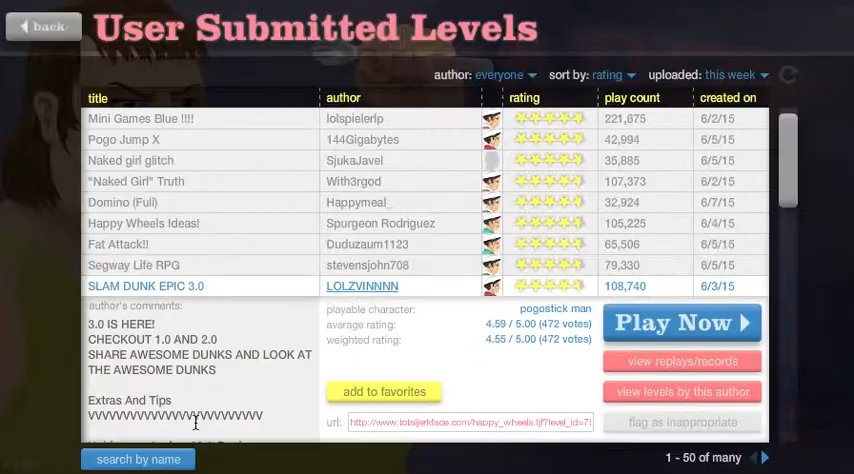 back
User Submitted Levels
author: everyone sort by: rating uploaded: this week
title author rating play count created on
Mini Games Blue !!!! lolspielerlp 221,675 6/2/15
Pogo Jump X 144Gigabytes 42,994 6/5/15
Naked girl glitch SjukaJavel 35,885 6/5/15
"Naked Girl" Truth With3rgod 107,373 6/2/15
Domino (Full) Happymeal_ 32,924 6/7/15
Happy Wheels Ideas! Spurgeon Rodriguez 105,225 6/4/15
Fat Attack!! Duduzaum1123 65,506 6/5/15
Segway Life RPG stevensjohn708 79,330 6/5/15
SLAM DUNK EPIC 3.0 LOLZVINNNN 108,740 6/3/15
author's comments:
3.0 IS HERE!
CHECKOUT 1.0 AND 2.0
SHARE AWESOME DUNKS AND LOOK AT
THE AWESOME DUNKS
Extras And Tips
playable character: pogostick man
average rating: 4.59 / 5.00 (472 votes)
weighted rating: 4.55 / 5.00 (472 votes)
add to favorites
url: http://www.totaljerkface.com/happy_wheels.tjf?level_id=7
Play Now
view replays/records
view levels by this author
flag as inappropriate
search by name
1 - 50 of many